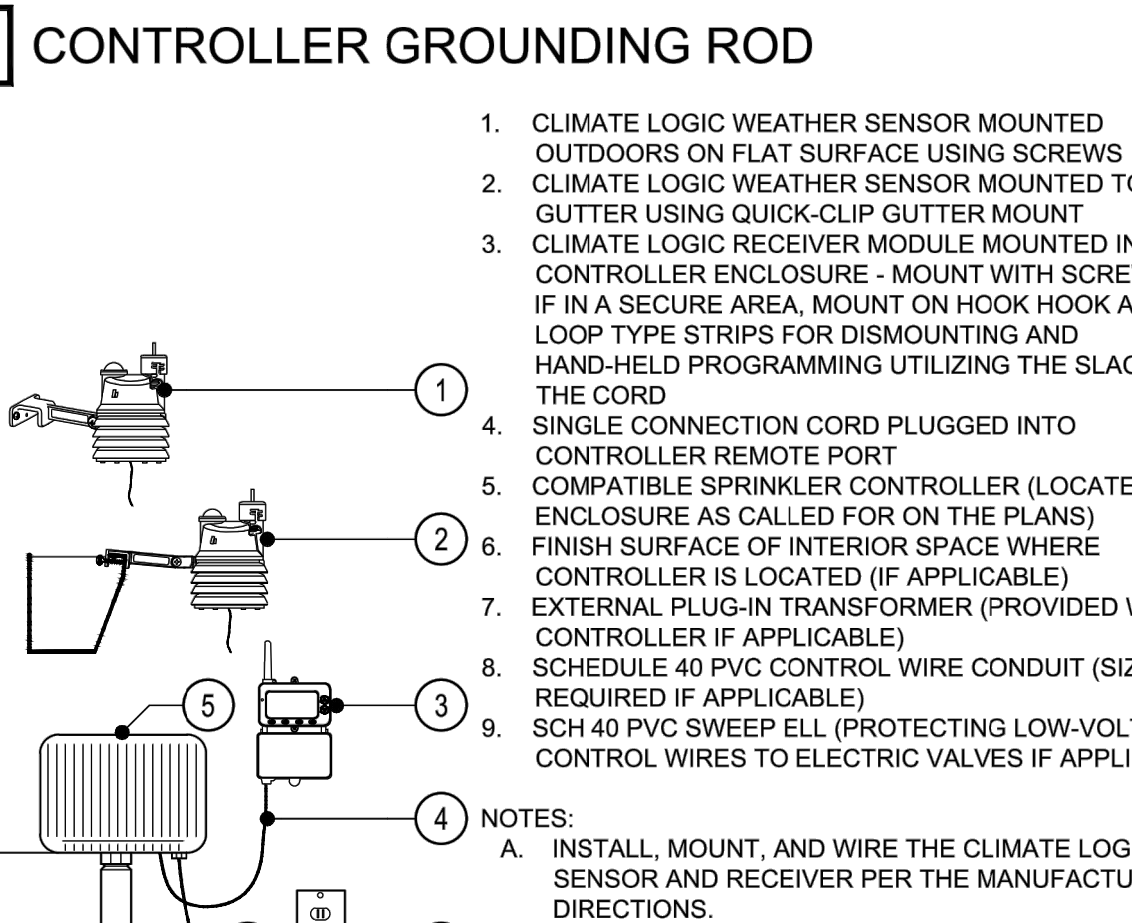 CONTROLLER GROUNDING ROD
1. CLIMATE LOGIC WEATHER SENSOR MOUNTED
OUTDOORS ON FLAT SURFACE USING SCREWS
2. CLIMATE LOGIC WEATHER SENSOR MOUNTED TO
GUTTER USING QUICK-CLIP GUTTER MOUNT
3. CLIMATE LOGIC RECEIVER MODULE MOUNTED IN
CONTROLLER ENCLOSURE - MOUNT WITH
IF IN A SECURE AREA, MOUNT ON HOOK HOOK
LOOP TYPE STRIPS FOR DISMOUNTING AND
HAND-HELD PROGRAMMING UTILIZING THE
THE CORD
4. SINGLE CONNECTION CORD PLUGGED INTO
CONTROLLER REMOTE PORT
5. COMPATIBLE SPRINKLER CONTROLLER
ENCLOSURE AS CALLED FOR ON THE PLANS)
6. FINISH SURFACE OF INTERIOR SPACE WHERE
CONTROLLER IS LOCATED (IF APPLICABLE)
7. EXTERNAL PLUG-IN TRANSFORMER (PROVIDED
CONTROLLER IF APPLICABLE)
8. SCHEDULE 40 PVC CONTROL WIRE CONDUIT
REQUIRED IF APPLICABLE)
9. SCH 40 PVC SWEEP ELL (PROTECTING
CONTROL WIRES TO ELECTRIC VALVES IF
NOTES:
A. INSTALL, MOUNT, AND WIRE THE CLIMATE
SENSOR AND RECEIVER PER THE
DIRECTIONS.
1
2
5
3
4